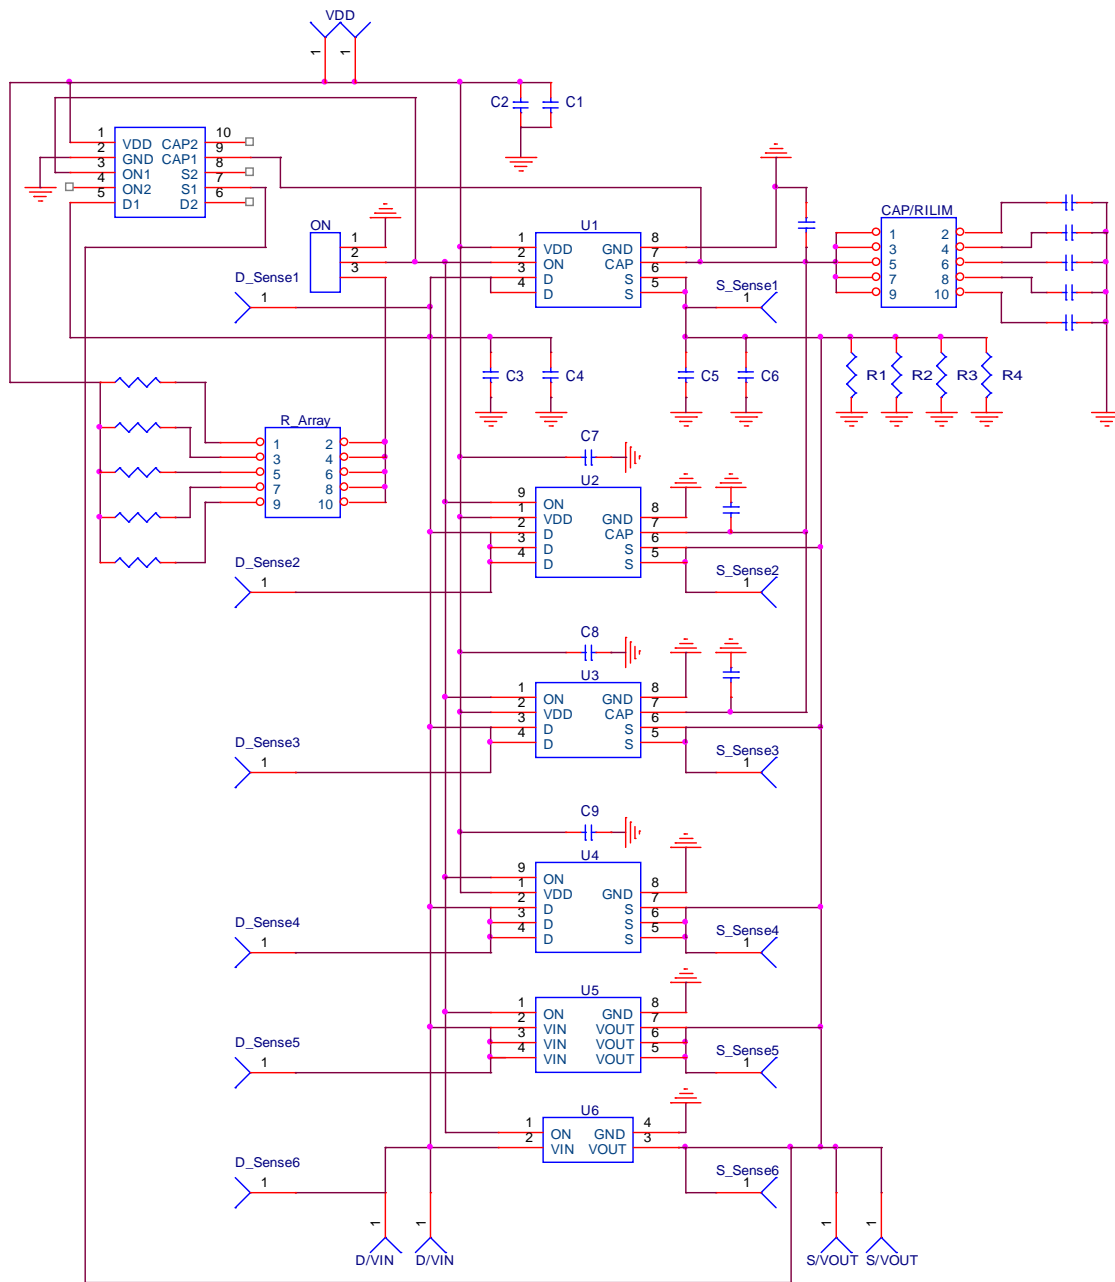 VDD
1 1
C2 C1
1 VDD CAP2 10
2 GND CAP1 9
3 ON1 S2 8
4 ON2 S1 7
5 D1 D2 6
ON
1
2
3
U1
1 VDD GND 8
2 ON CAP 7
3 D S 6
4 D S 5
CAP/RILIM
1 2
3 4
5 6
7 8
9 10
D_Sense1
1
S_Sense1
1
C3 C4 C5 C6 R1 R2 R3 R4
R_Array
1 2
3 4
5 6
7 8
9 10
C7
U2
9 ON
1 VDD GND 8
2 D CAP 7
3 D S 6
4 D S 5
D_Sense2
1
S_Sense2
1
C8
U3
1 ON GND 8
2 VDD CAP 7
3 D S 6
4 D S 5
D_Sense3
1
S_Sense3
1
C9
U4
9 ON
1 VDD GND 8
2 D S 7
3 D S 6
4 D S 5
D_Sense4
1
S_Sense4
1
U5
1 ON GND 8
2 VIN VOUT 7
3 VIN VOUT 6
4 VIN VOUT 5
D_Sense5
1
S_Sense5
1
U6
1 ON GND 4
2 VIN VOUT 3
D_Sense6
1
S_Sense6
1
1 1 1 1
D/VIN D/VIN S/VOUT S/VOUT